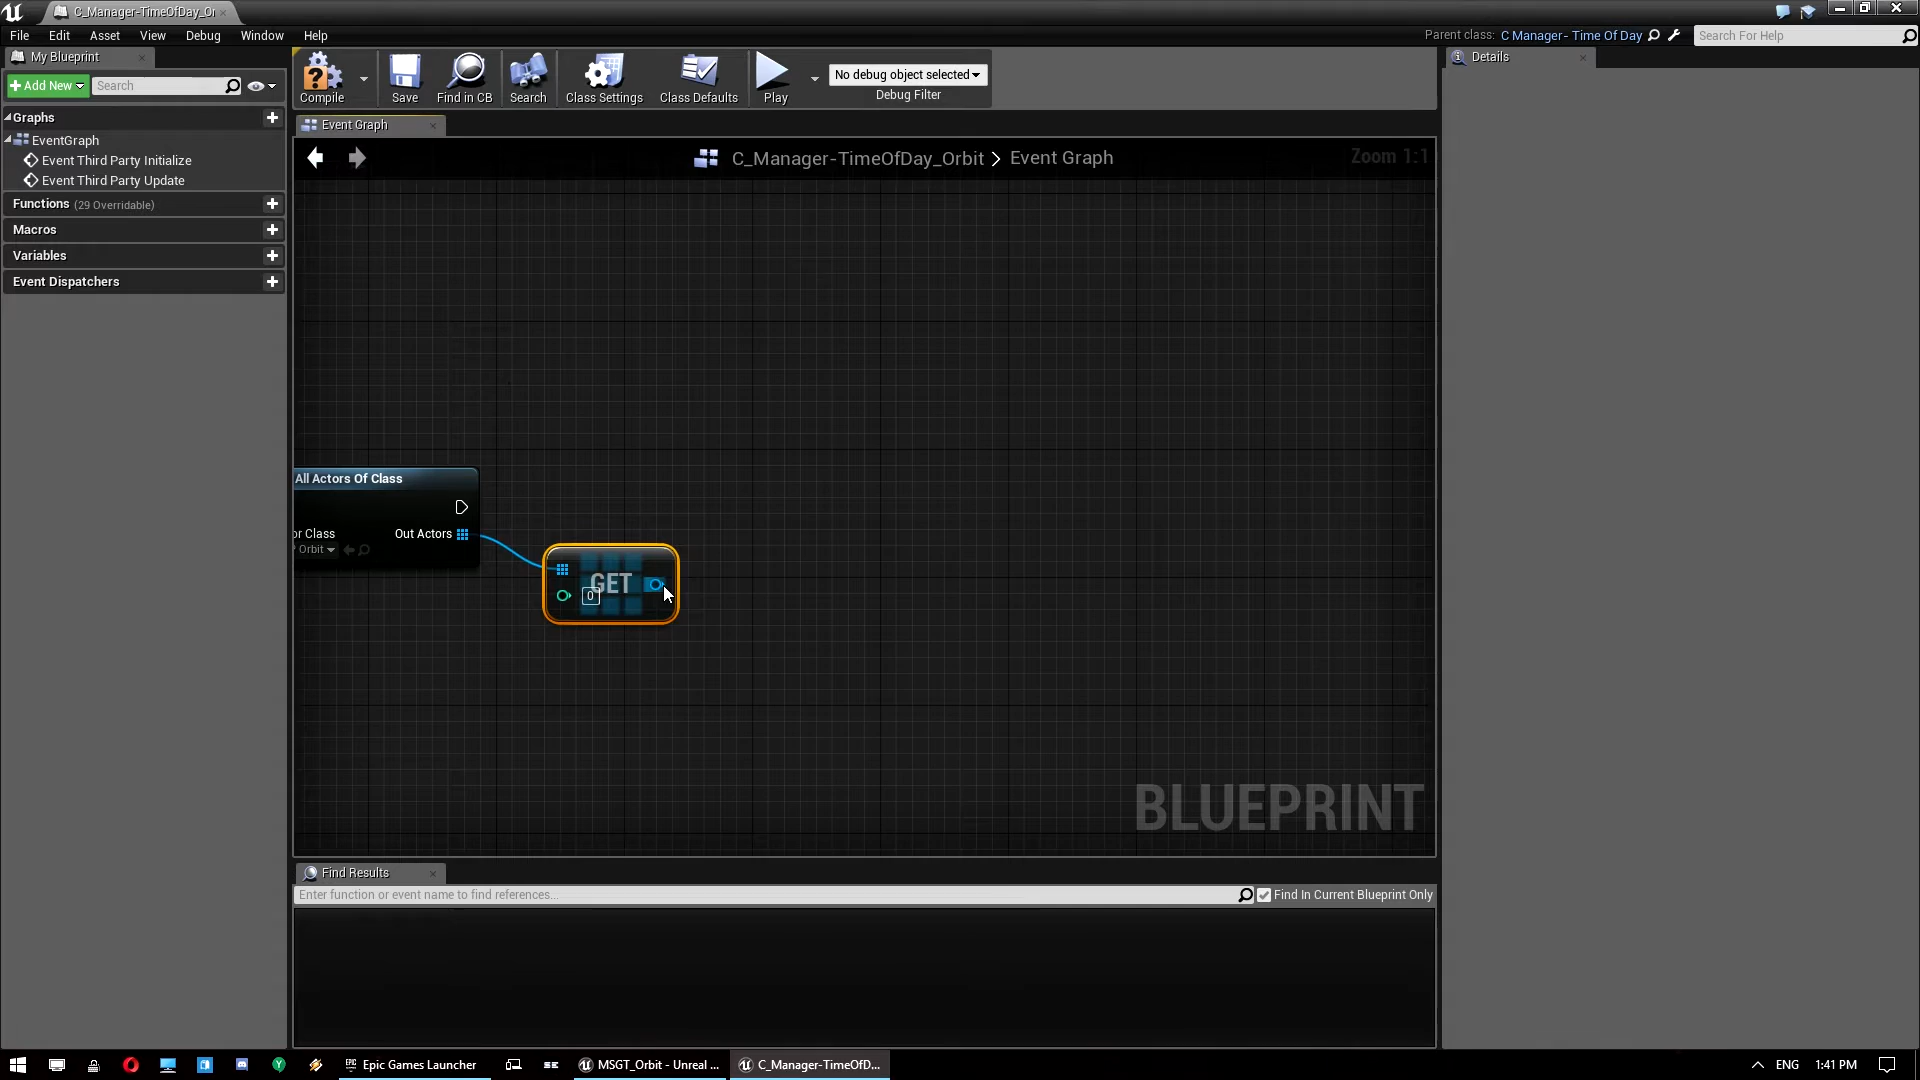 C_Manager-TimeOfDay_Or
File Edit Asset View Debug Window Help
Parent class: C Manager- Time Of Day
Search For Help
My Blueprint
Add New
Search
Graphs
EventGraph
Event Third Party Initialize
Event Third Party Update
Functions (29 Overridable)
Macros
Variables
Event Dispatchers
Compile
Save
Find in CB
Search
Class Settings
Class Defaults
Play
No debug object selected
Debug Filter
Event Graph
C_Manager-TimeOfDay_Orbit > Event Graph
Zoom 1:1
All Actors Of Class
or Class
Out Actors
Orbit
GET
0
BLUEPRINT
Find Results
Enter function or event name to find references...
Find In Current Blueprint Only
Details
Epic Games Launcher
MSGT_Orbit - Unreal ...
C_Manager-TimeOfD...
ENG
1:41 PM